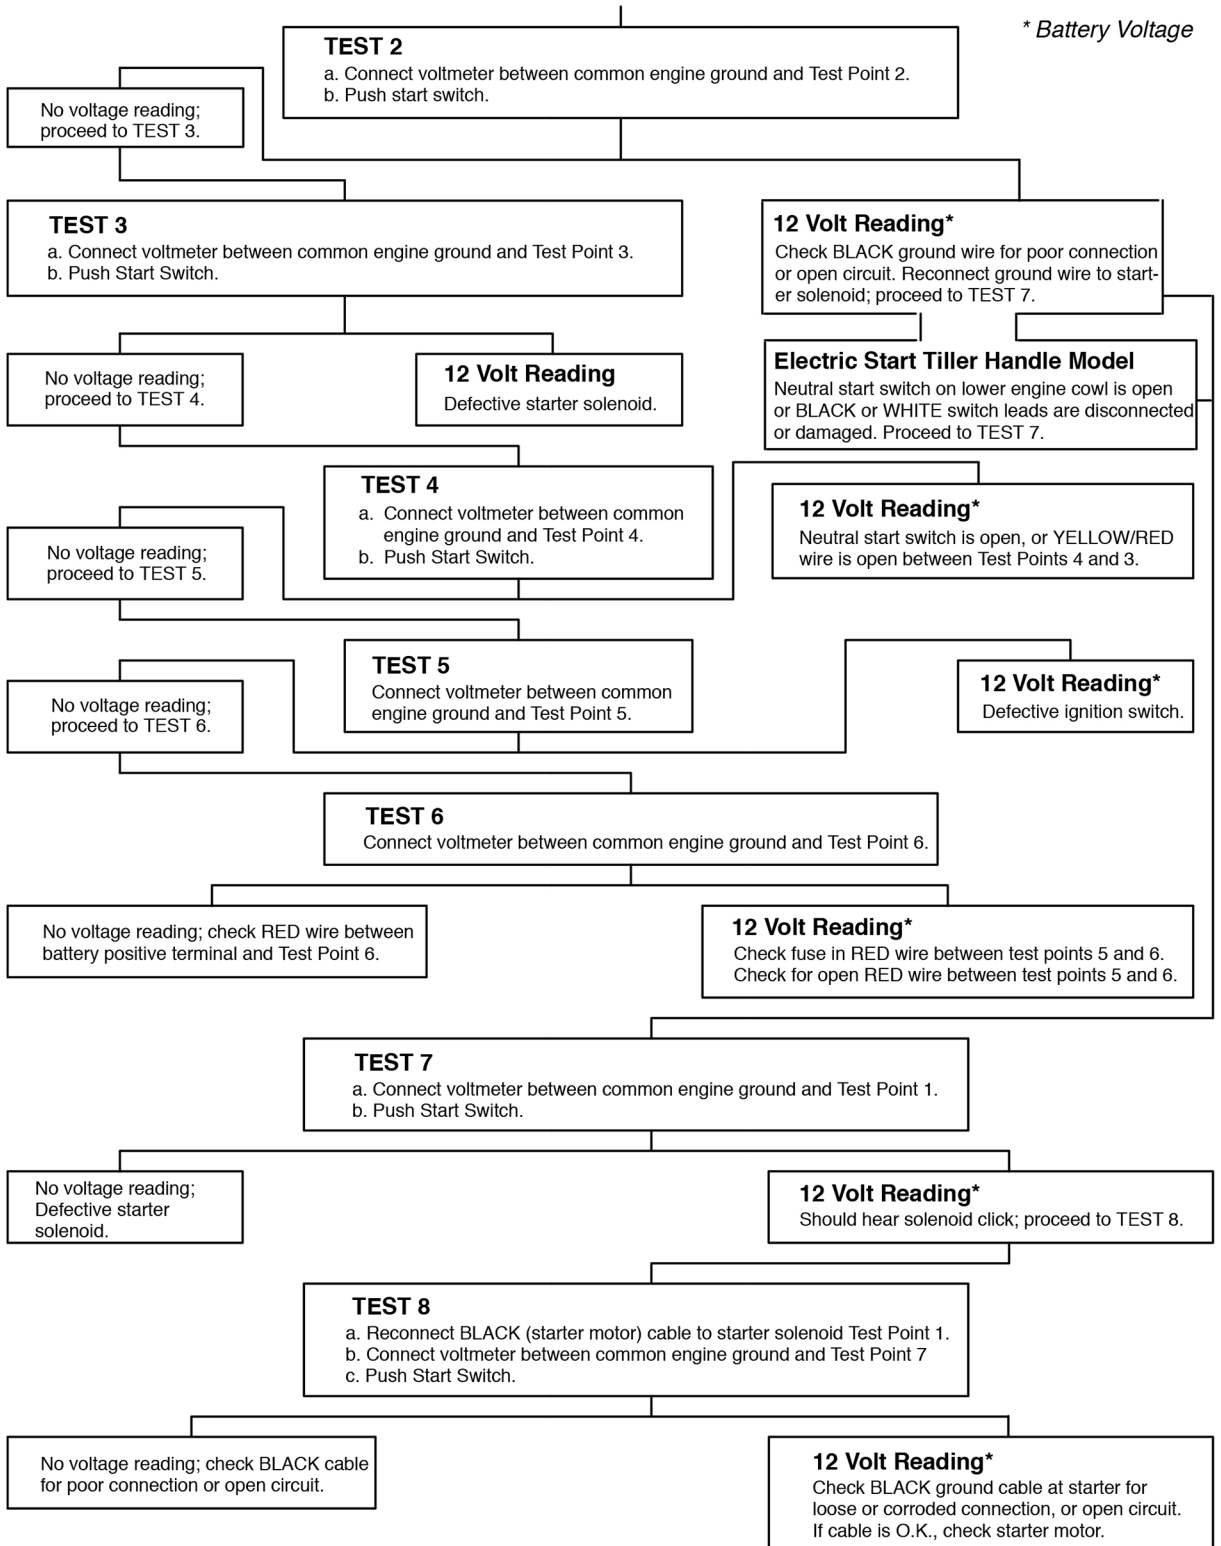 * Battery Voltage
TEST 2
a. Connect voltmeter between common engine ground and Test Point 2.
b. Push start switch.
No voltage reading;
proceed to TEST 3.
TEST 3
a. Connect voltmeter between common engine ground and Test Point 3.
b. Push Start Switch.
12 Volt Reading*
Check BLACK ground wire for poor connection
or open circuit. Reconnect ground wire to start-
er solenoid; proceed to TEST 7.
No voltage reading;
proceed to TEST 4.
12 Volt Reading
Defective starter solenoid.
Electric Start Tiller Handle Model
Neutral start switch on lower engine cowl is open
or BLACK or WHITE switch leads are disconnected
or damaged. Proceed to TEST 7.
TEST 4
a. Connect voltmeter between common
engine ground and Test Point 4.
b. Push Start Switch.
12 Volt Reading*
Neutral start switch is open, or YELLOW/RED
wire is open between Test Points 4 and 3.
No voltage reading;
proceed to TEST 5.
TEST 5
Connect voltmeter between common
engine ground and Test Point 5.
12 Volt Reading*
Defective ignition switch.
No voltage reading;
proceed to TEST 6.
TEST 6
Connect voltmeter between common engine ground and Test Point 6.
No voltage reading; check RED wire between
battery positive terminal and Test Point 6.
12 Volt Reading*
Check fuse in RED wire between test points 5 and 6.
Check for open RED wire between test points 5 and 6.
TEST 7
a. Connect voltmeter between common engine ground and Test Point 1.
b. Push Start Switch.
No voltage reading;
Defective starter
solenoid.
12 Volt Reading*
Should hear solenoid click; proceed to TEST 8.
TEST 8
a. Reconnect BLACK (starter motor) cable to starter solenoid Test Point 1.
b. Connect voltmeter between common engine ground and Test Point 7
c. Push Start Switch.
No voltage reading; check BLACK cable
for poor connection or open circuit.
12 Volt Reading*
Check BLACK ground cable at starter for
loose or corroded connection, or open circuit.
If cable is O.K., check starter motor.